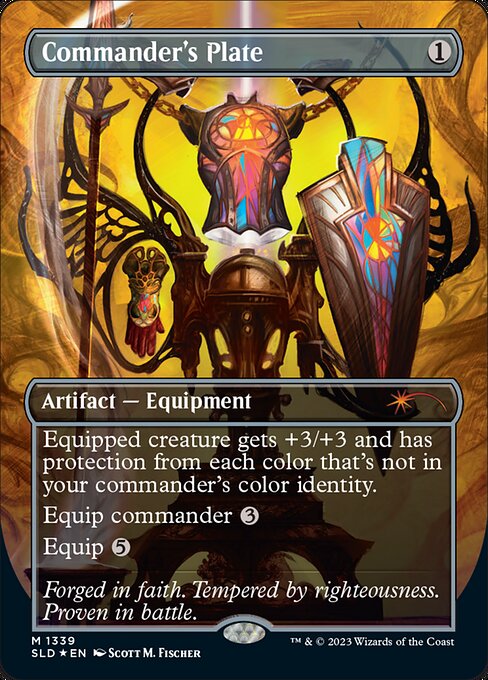 Commander's Plate 1
Artifact — Equipment
Equipped creature gets +3/+3 and has
protection from each color that's not in
your commander's color identity.
Equip commander 3
Equip 5
Forged in faith. Tempered by righteousness.
Proven in battle.
M 1339
SLD ★ EN Scott M. Fischer
™ & © 2023 Wizards of the Coast